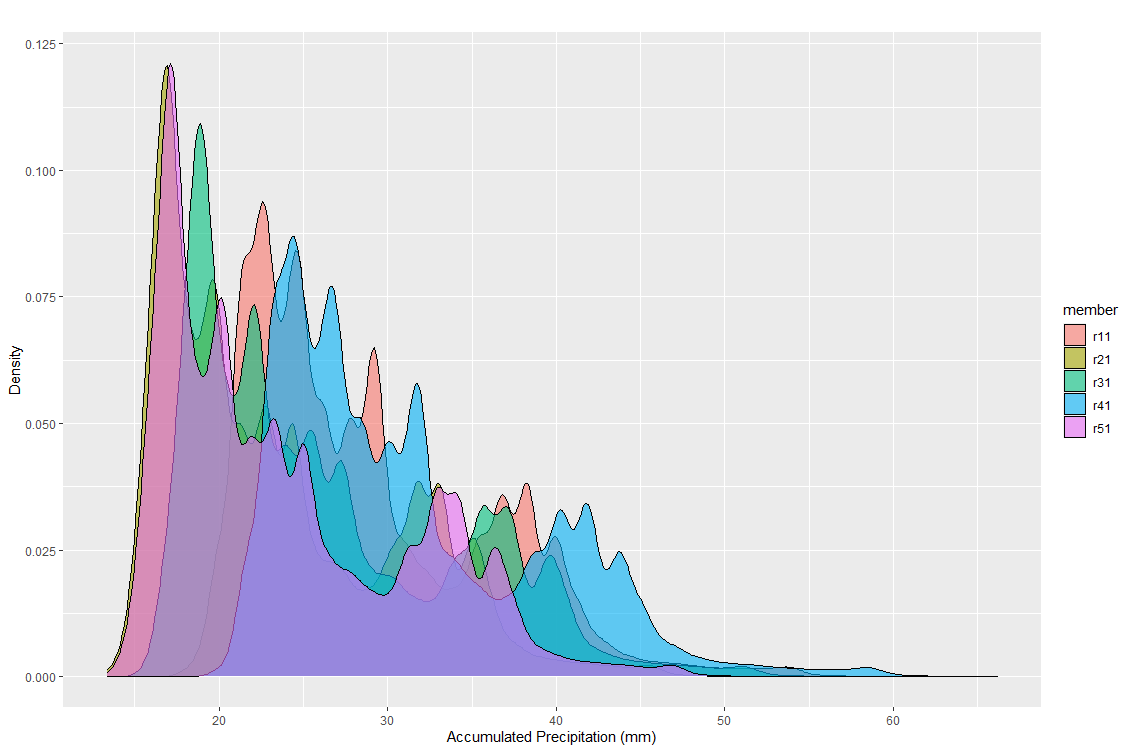 0.125
0.100
0.075
0.050
0.025
0.000
Density
20 30 40 50 60
Accumulated Precipitation (mm)
member
r11
r21
r31
r41
r51